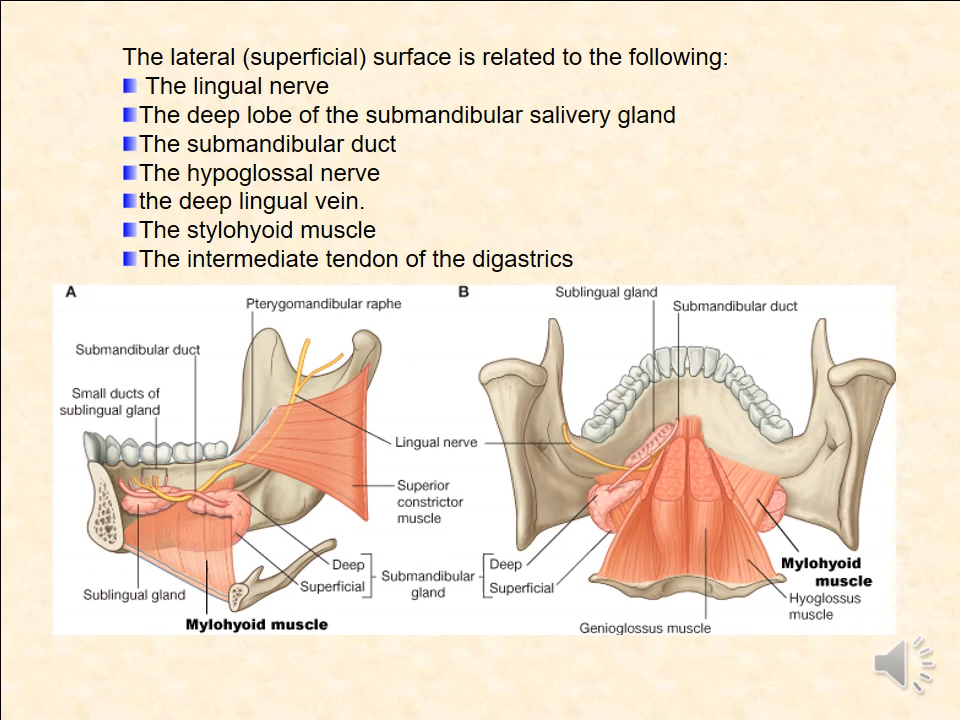 The lateral (superficial) surface is related to the following:
The lingual nerve
The deep lobe of the submandibular salivery gland
The submandibular duct
The hypoglossal nerve
the deep lingual vein.
The stylohyoid muscle
The intermediate tendon of the digastrics
A
Pterygomandibular raphe
Submandibular duct
Small ducts of
sublingual gland
Lingual nerve
Superior
constrictor
muscle
Deep
Superficial
Submandibular
gland
Sublingual gland
Mylohyoid muscle
B
Sublingual gland
Submandibular duct
Deep
Superficial
Mylohyoid
muscle
Hyoglossus
muscle
Genioglossus muscle